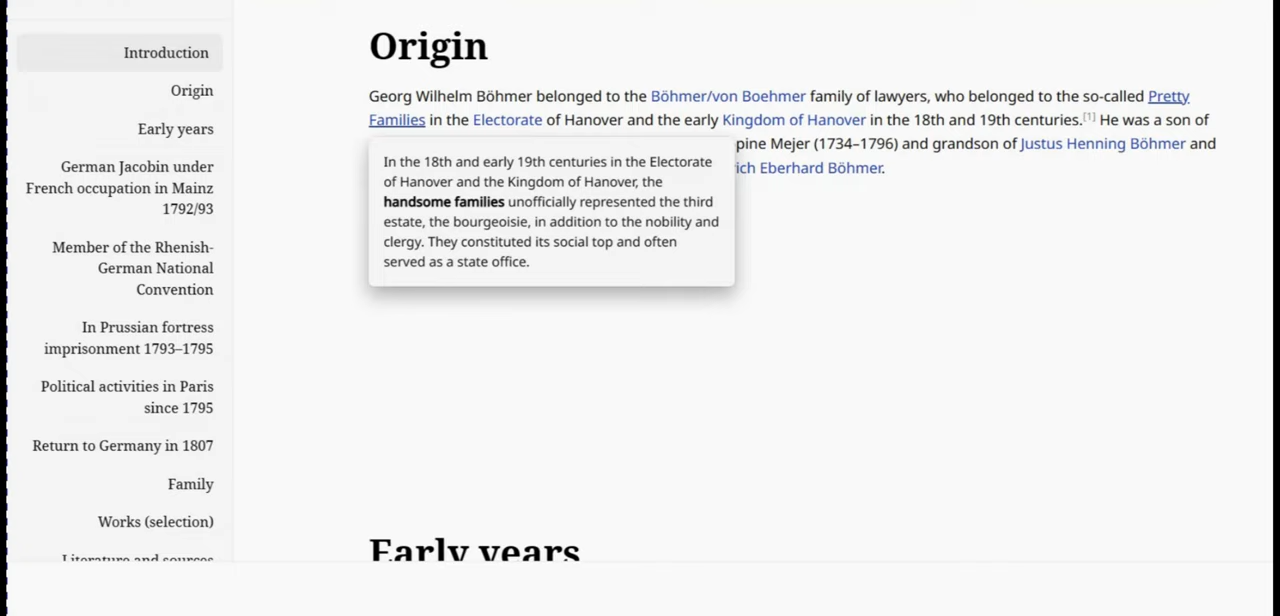 Introduction
Origin
Early years
German Jacobin under
French occupation in Mainz
1792/93
Member of the Rhenish-
German National
Convention
In Prussian fortress
imprisonment 1793–1795
Political activities in Paris
since 1795
Return to Germany in 1807
Family
Works (selection)
Literature and sources
Origin
Georg Wilhelm Böhmer belonged to the Böhmer/von Boehmer family of lawyers, who belonged to the so-called Pretty
Families in the Electorate of Hanover and the early Kingdom of Hanover in the 18th and 19th centuries.[1] He was a son of
pine Mejer (1734–1796) and grandson of Justus Henning Böhmer and
rich Eberhard Böhmer.
In the 18th and early 19th centuries in the Electorate
of Hanover and the Kingdom of Hanover, the
handsome families unofficially represented the third
estate, the bourgeoisie, in addition to the nobility and
clergy. They constituted its social top and often
served as a state office.
Early years